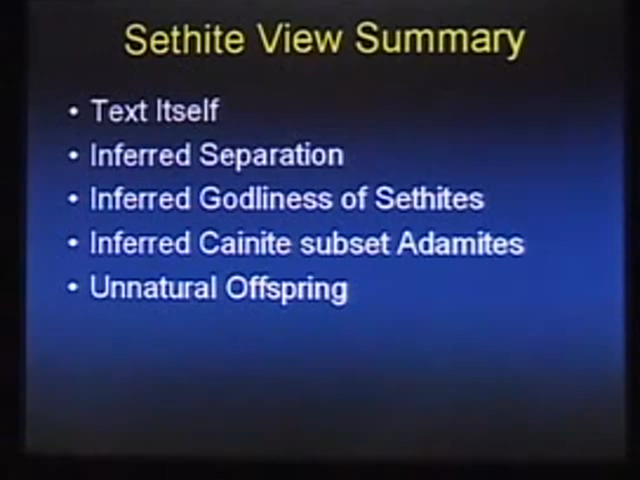 Sethite View Summary
• Text Itself
• Inferred Separation
• Inferred Godliness of Sethites
• Inferred Cainite subset Adamites
• Unnatural Offspring